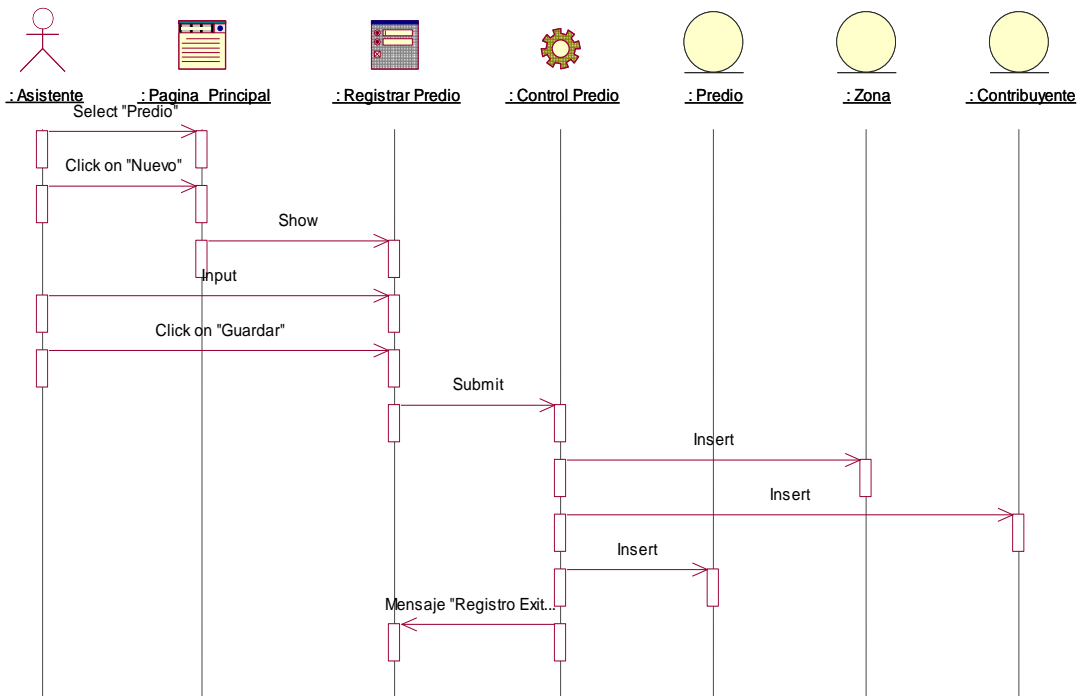 : Asistente
: Pagina Principal
: Registrar Predio
: Control Predio
: Predio
: Zona
: Contribuyente
Select "Predio"
Click on "Nuevo"
Show
Input
Click on "Guardar"
Submit
Insert
Insert
Insert
Mensaje "Registro Exit...